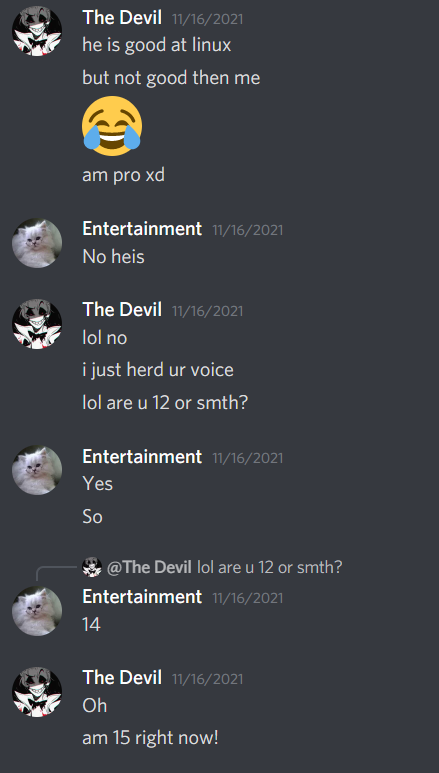 The Devil 11/16/2021
he is good at linux
but not good then me
😂
am pro xd
Entertainment 11/16/2021
No heis
The Devil 11/16/2021
lol no
i just herd ur voice
lol are u 12 or smth?
Entertainment 11/16/2021
Yes
So
@The Devil lol are u 12 or smth?
Entertainment 11/16/2021
14
The Devil 11/16/2021
Oh
am 15 right now!